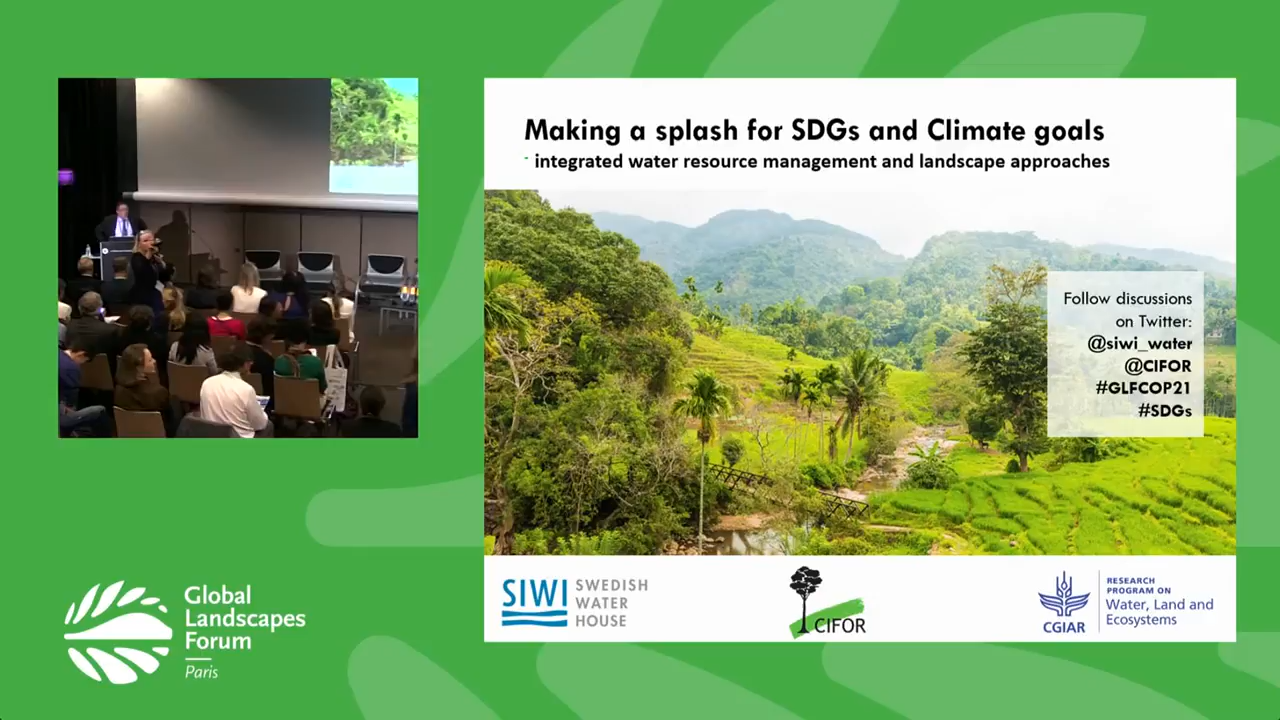 Making a splash for SDGs and Climate goals
- integrated water resource management and landscape approaches
Follow discussions
on Twitter:
@siwi_water
@CIFOR
#GLFCOP21
#SDGs
SIWI SWEDISH
WATER
HOUSE
CIFOR
CGIAR
RESEARCH
PROGRAM ON
Water, Land and
Ecosystems
Global
Landscapes
Forum
Paris